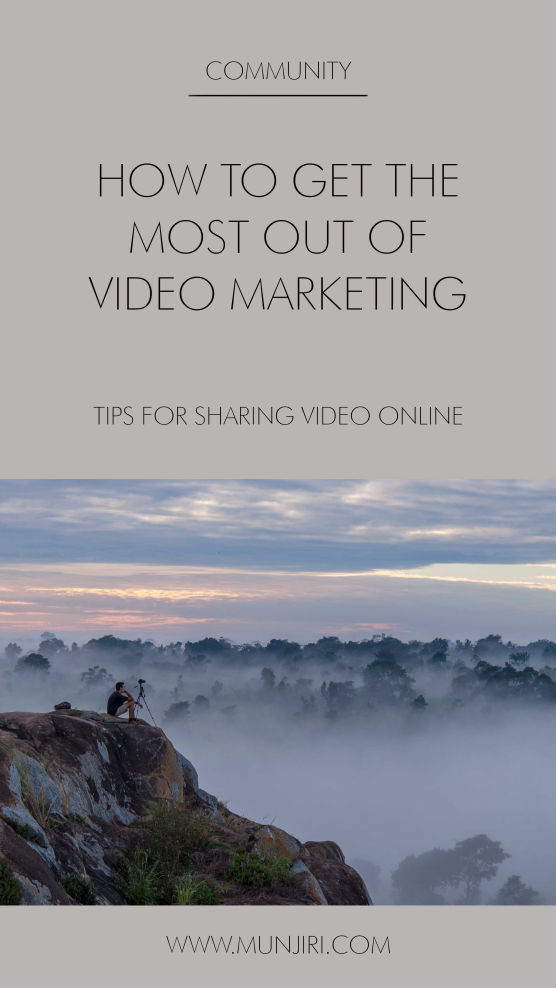 COMMUNITY
HOW TO GET THE
MOST OUT OF
VIDEO MARKETING
TIPS FOR SHARING VIDEO ONLINE
WWW.MUNJIRI.COM